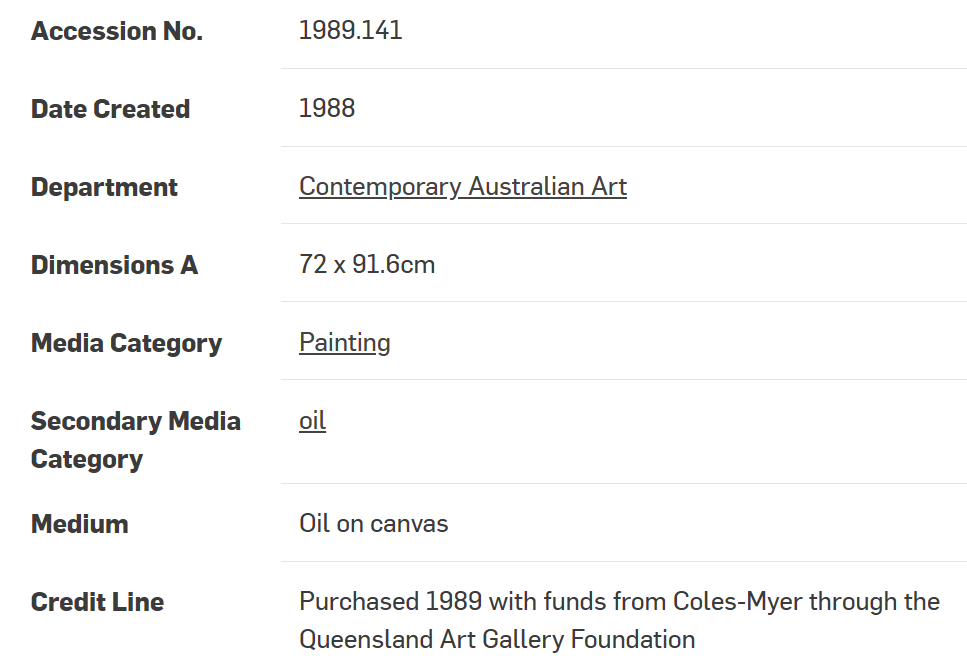 Accession No. 1989.141
Date Created 1988
Department Contemporary Australian Art
Dimensions A 72 x 91.6cm
Media Category Painting
Secondary Media oil
Category
Medium Oil on canvas
Credit Line Purchased 1989 with funds from Coles-Myer through the
Queensland Art Gallery Foundation